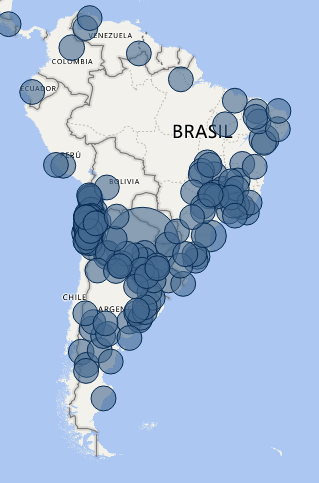 VENEZUELA
COLOMBIA
ECUADOR
PERÚ
BRASIL
BOLIVIA
CHILE
ARGEN